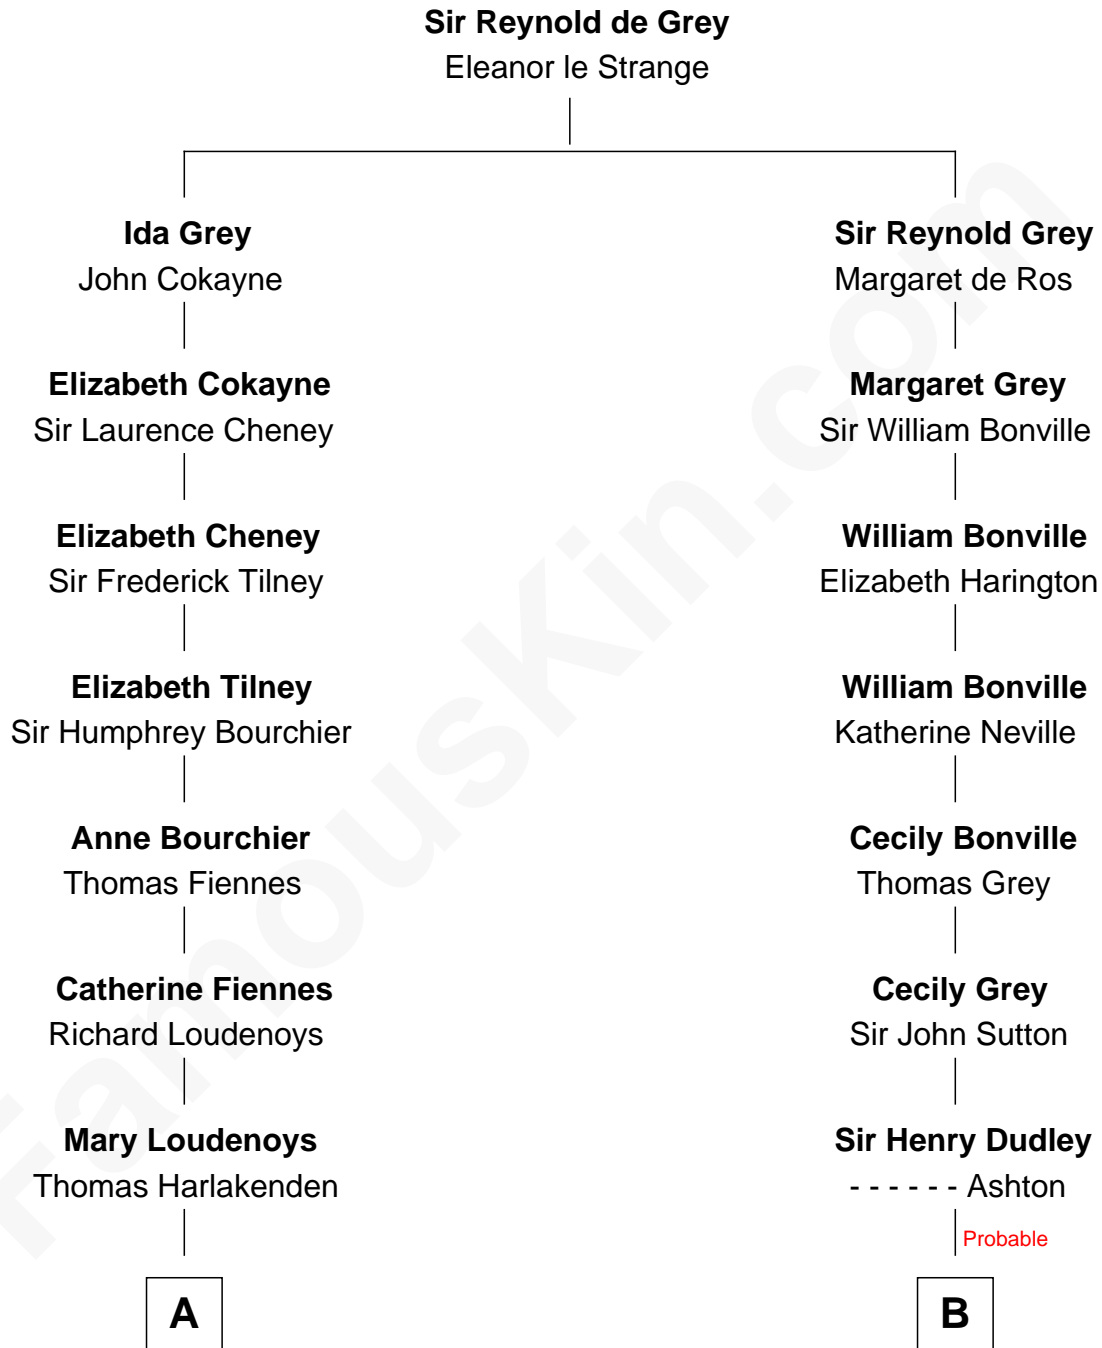 Sir Reynold de Grey
Eleanor le Strange
Ida Grey
John Cokayne
Sir Reynold Grey
Margaret de Ros
Elizabeth Cokayne
Sir Laurence Cheney
Margaret Grey
Sir William Bonville
Elizabeth Cheney
Sir Frederick Tilney
William Bonville
Elizabeth Harington
Elizabeth Tilney
Sir Humphrey Bourchier
William Bonville
Katherine Neville
Anne Bourchier
Thomas Fiennes
Cecily Bonville
Thomas Grey
Catherine Fiennes
Richard Loudenoys
Cecily Grey
Sir John Sutton
Mary Loudenoys
Thomas Harlakenden
Sir Henry Dudley
- - - - - - Ashton
Probable
A
B
FamousKin.com